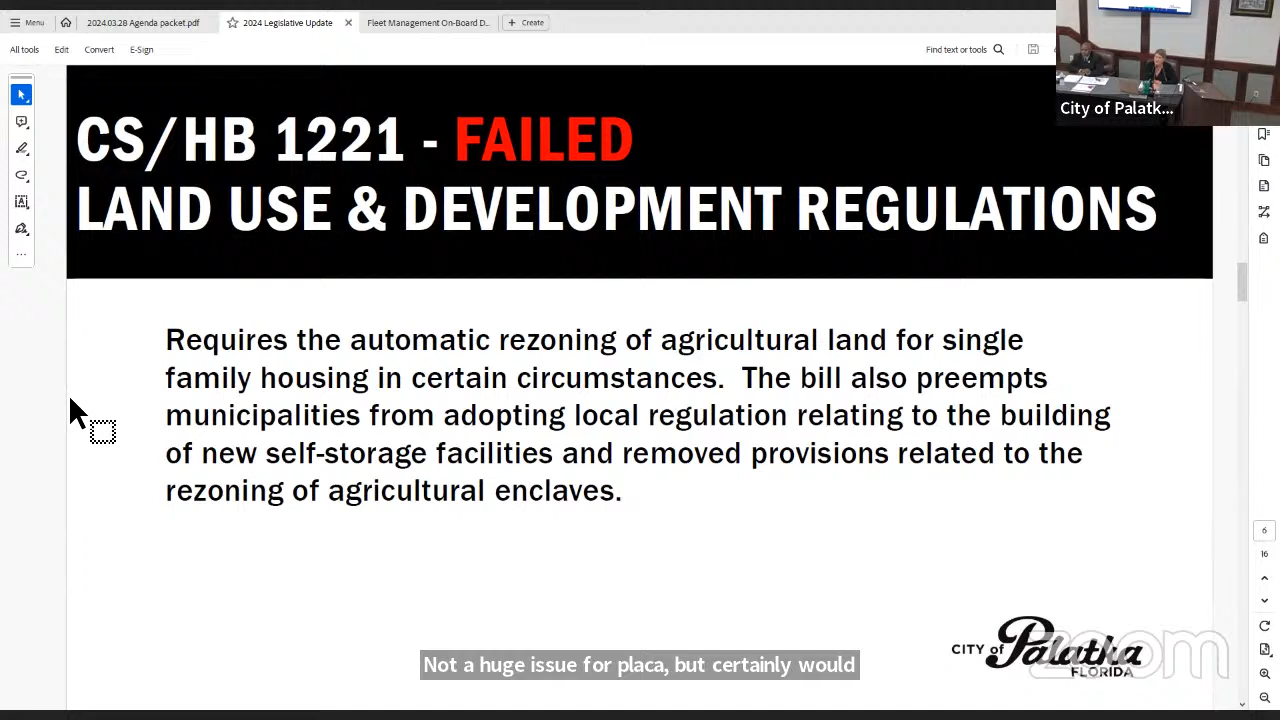 Menu
2024.03.28 Agenda packet.pdf
2024 Legislative Update
Fleet Management On-Board D...
Create
All tools
Edit
Convert
E-Sign
Find text or tools
City of Palatk...
CS/HB 1221 - FAILED
LAND USE & DEVELOPMENT REGULATIONS
Requires the automatic rezoning of agricultural land for single
family housing in certain circumstances. The bill also preempts
municipalities from adopting local regulation relating to the building
of new self-storage facilities and removed provisions related to the
rezoning of agricultural enclaves.
6
16
CITY OF Palatka
FLORIDA
zoom
Not a huge issue for placa, but certainly would